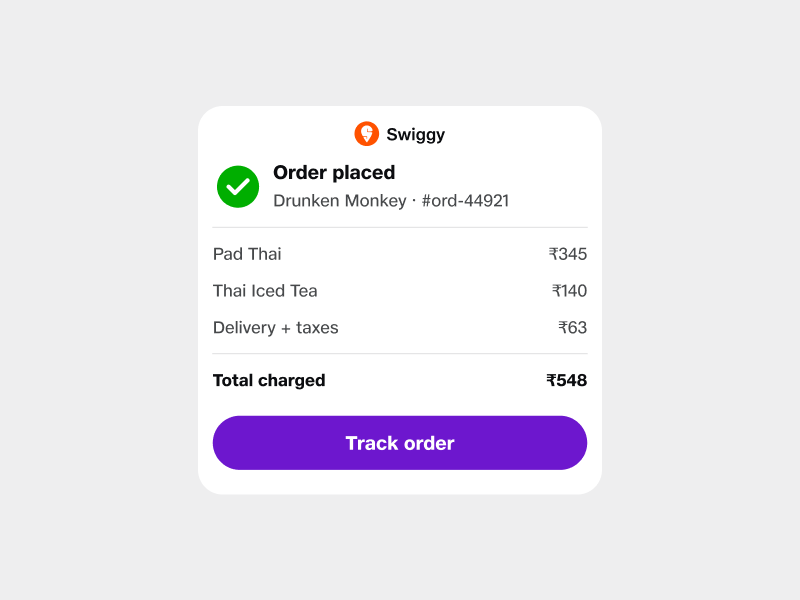 Swiggy
Order placed
Drunken Monkey · #ord-44921
Pad Thai ₹345
Thai Iced Tea ₹140
Delivery + taxes ₹63
Total charged ₹548
Track order